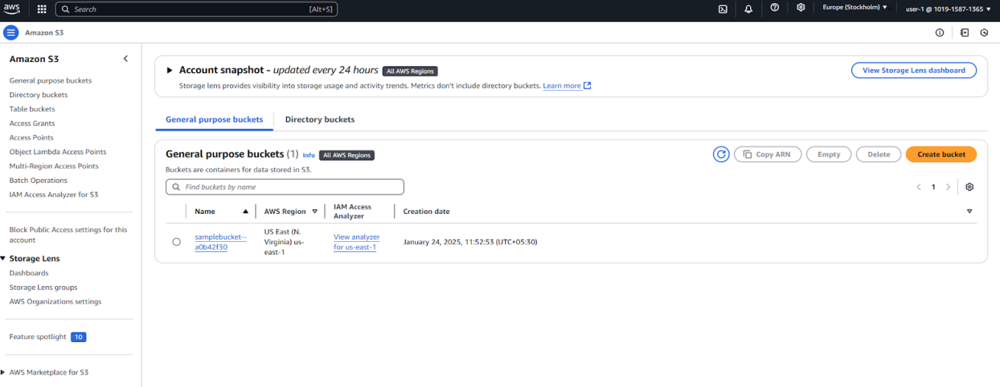 aws
Search [Alt+S]
Europe (Stockholm) ▼
user-1 @ 1019-1587-1365 ▼
Amazon S3
Amazon S3
General purpose buckets
Directory buckets
Table buckets
Access Grants
Access Points
Object Lambda Access Points
Multi-Region Access Points
Batch Operations
IAM Access Analyzer for S3
Block Public Access settings for this
account
Storage Lens
Dashboards
Storage Lens groups
AWS Organizations settings
Feature spotlight 10
AWS Marketplace for S3
Account snapshot - updated every 24 hours All AWS Regions
View Storage Lens dashboard
Storage lens provides visibility into storage usage and activity trends. Metrics don't include directory buckets. Learn more
General purpose buckets Directory buckets
General purpose buckets (1) Info All AWS Regions
Copy ARN Empty Delete Create bucket
Buckets are containers for data stored in S3.
Find buckets by name
1
Name
AWS Region
IAM Access
Analyzer
Creation date
samplebucket--
a0b42f30
US East (N.
Virginia) us-
east-1
View analyzer
for us-east-1
January 24, 2025, 11:52:53 (UTC+05:30)